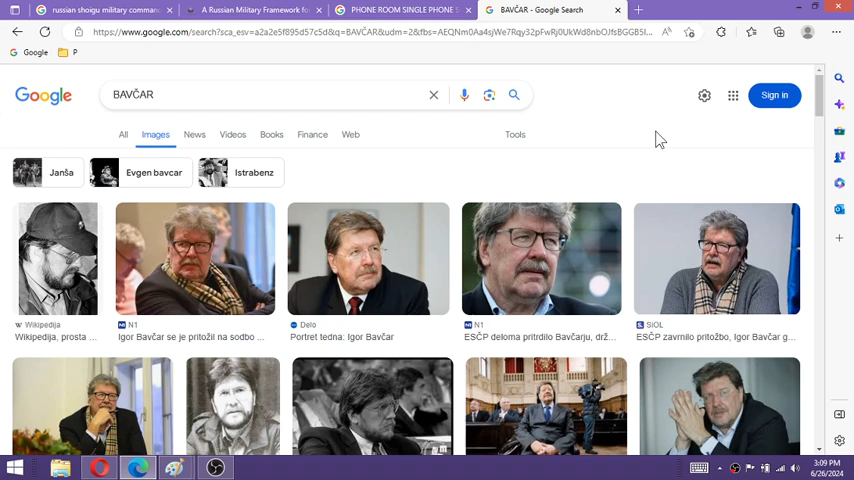 russian shoigu military comman
A Russian Military Framework fo
PHONE ROOM SINGLE PHONE S
BAVČAR - Google Search
https://www.google.com/search?sca_esv=a2a2e5f895d57c5d&q=BAVČAR&udm=2&fbs=AEQNm0Aa4sjWe7Rqy32pFwRj0UkWd8nbOJfsBGGB5I...
Google
P
Google
BAVČAR
Sign in
All
Images
News
Videos
Books
Finance
Web
Tools
Janša
Evgen bavcar
Istrabenz
Wikipedija
N1
Delo
N1
SiOL
Wikipedija, prosta ...
Igor Bavčar se je pritožil na sodbo ...
Portret tedna: Igor Bavčar
ESČP deloma pritrdilo Bavčarju, drž...
ESČP zavrnilo pritožbo, Igor Bavčar g...
3:09 PM
6/26/2024